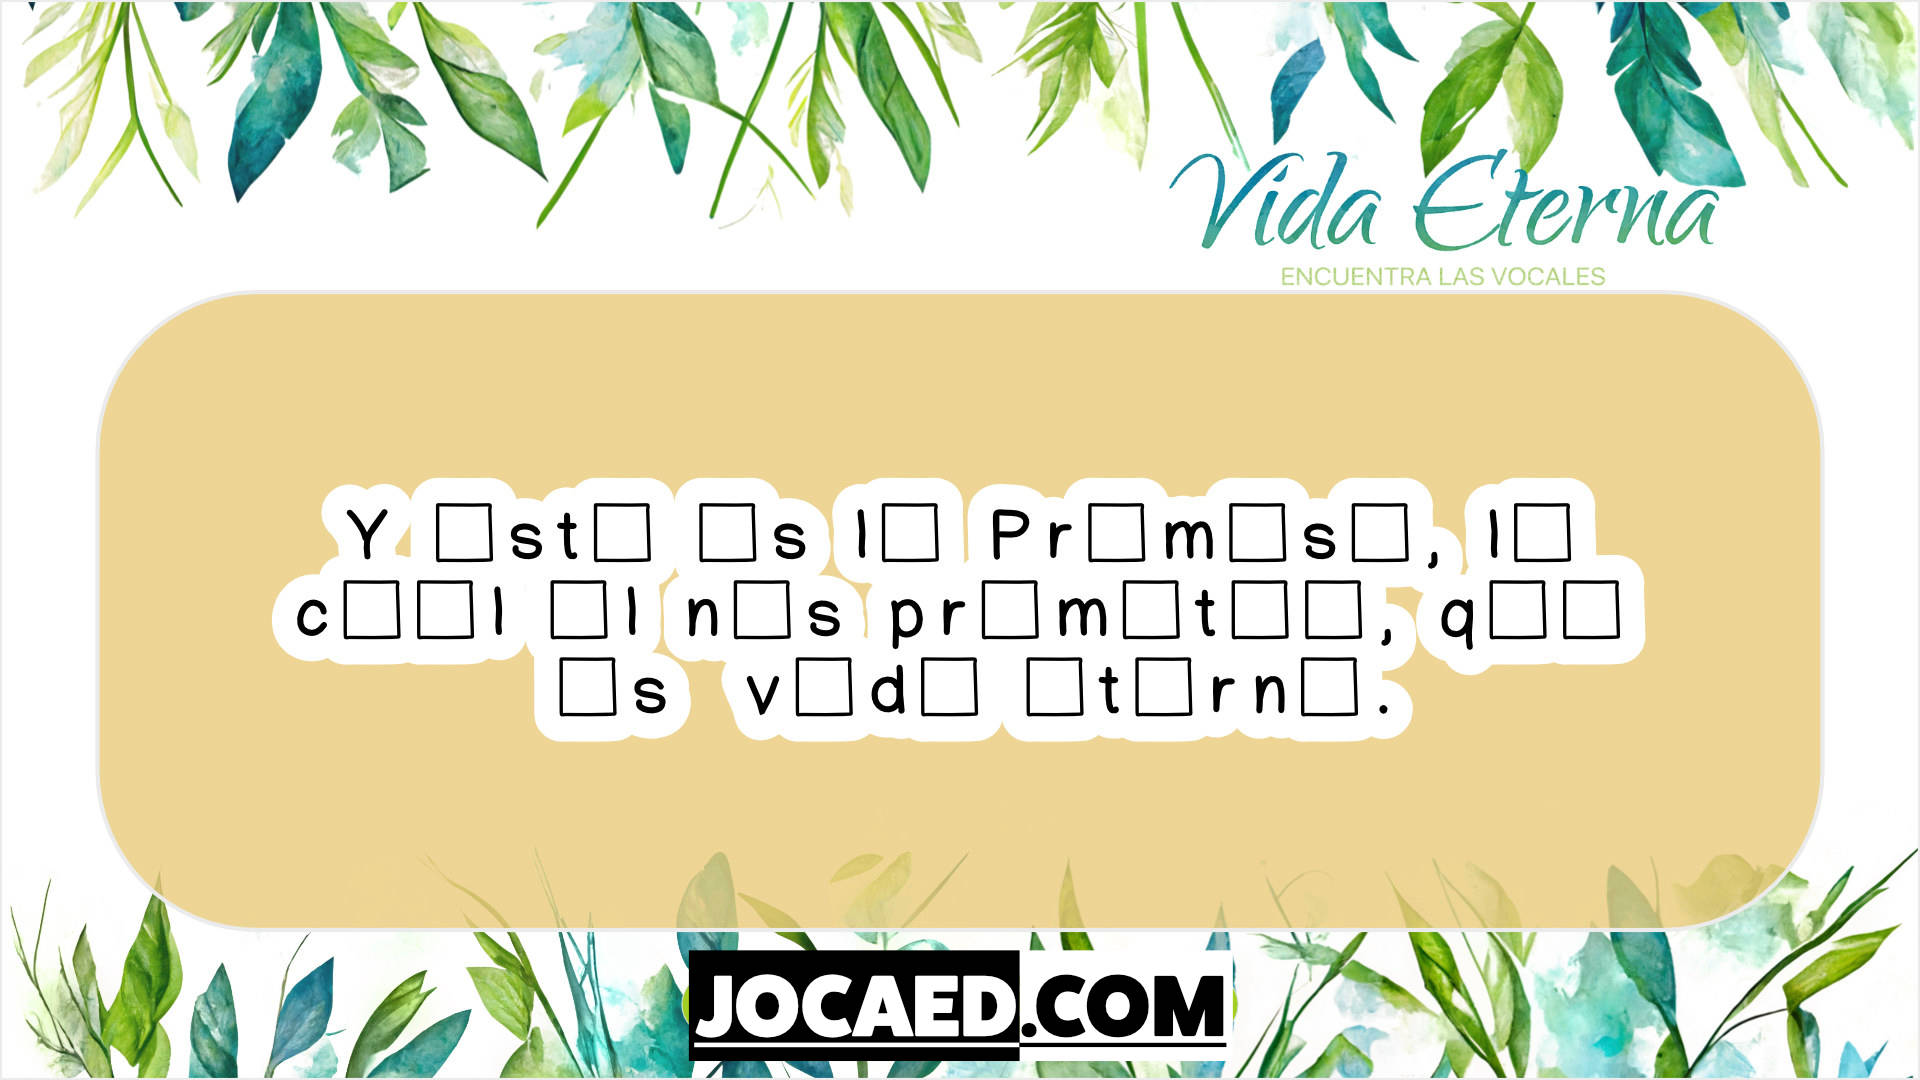 Vida Eterna
ENCUENTRA LAS VOCALES
Y □st□ □s l□ Pr□m□s□, l□
c□□l □l n□s pr□m□t□□, q□□
□s v□d□ □t□rn□.
JOCAED.COM